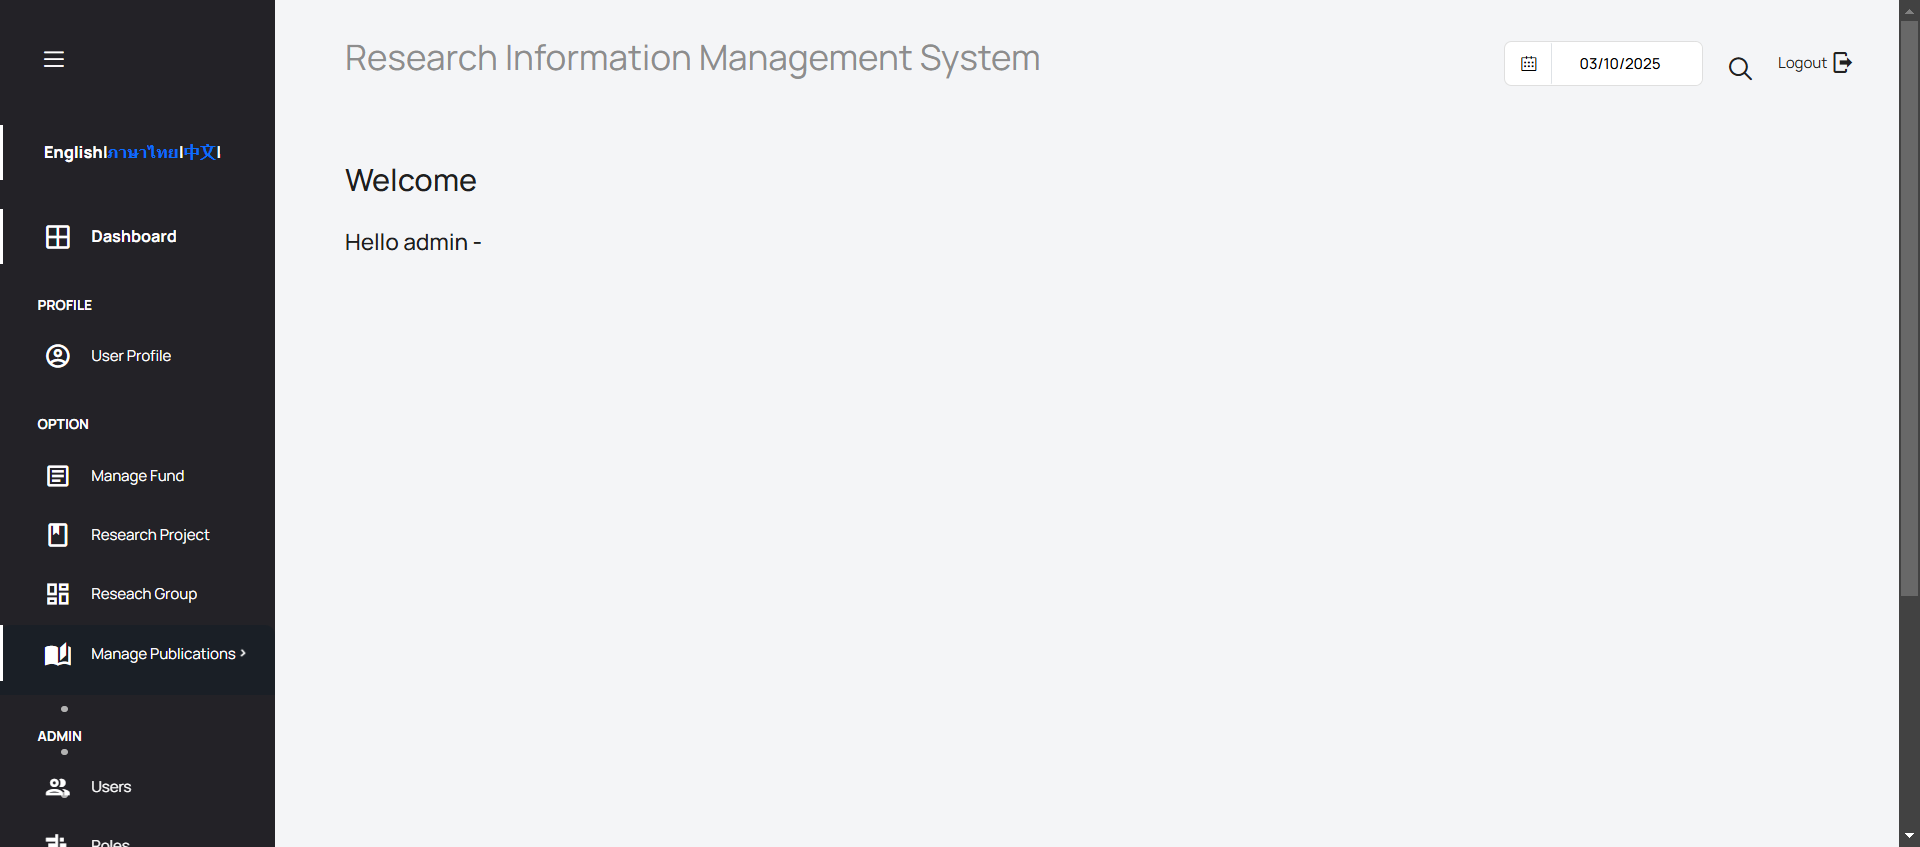 Research Information Management System
03/10/2025
Logout
English|ภาษาไทย|中文|
Dashboard
PROFILE
User Profile
OPTION
Manage Fund
Research Project
Reseach Group
Manage Publications >
ADMIN
Users
Roles
Welcome
Hello admin -